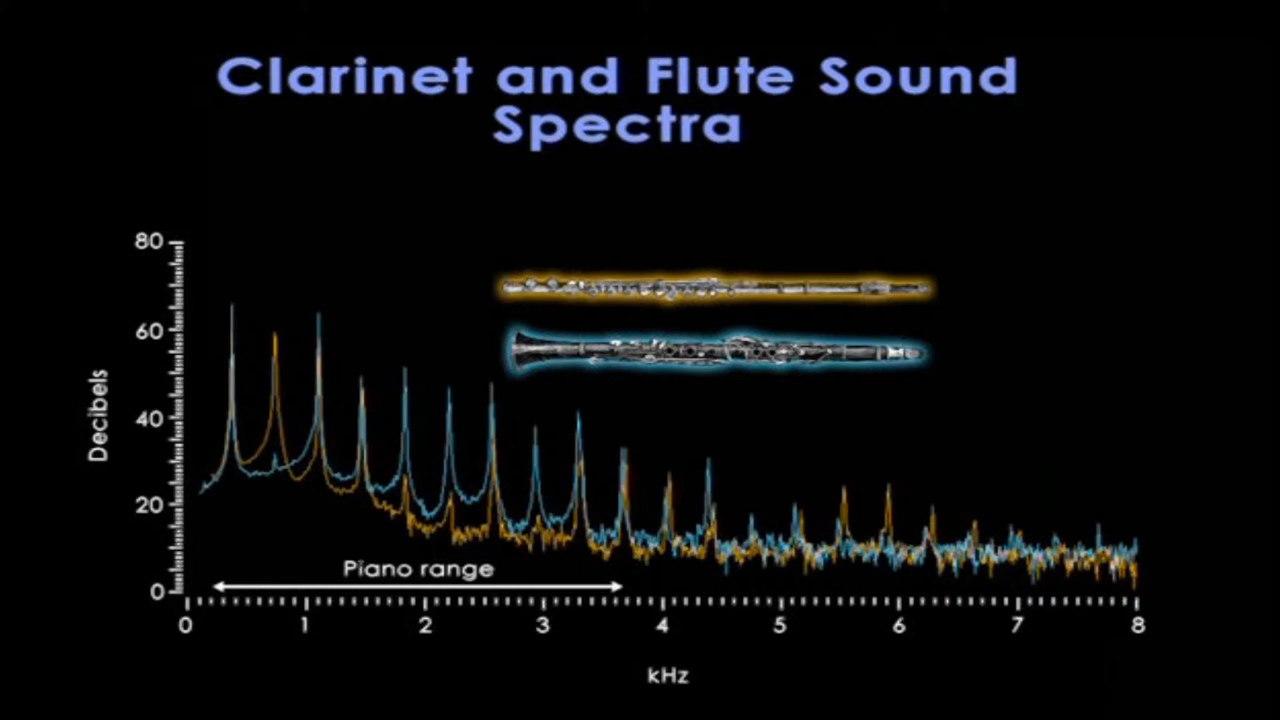 Clarinet and Flute Sound
Spectra
80
60
40
20
0
Decibels
Piano range
0 1 2 3 4 5 6 7 8
kHz